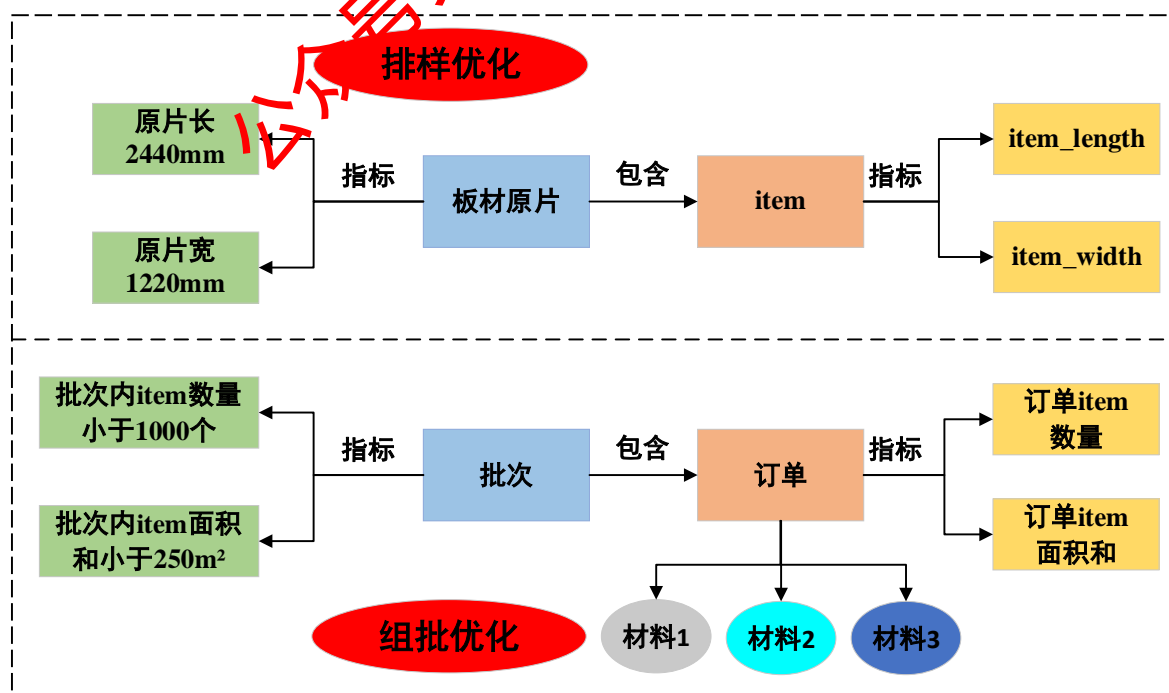 公众号
排样优化
原片长
2440mm
指标
板材原片
包含
item
指标
item_length
原片宽
1220mm
item_width
批次内item数量
小于1000个
指标
批次
包含
订单
指标
订单item
数量
批次内item面积
和小于250m²
订单item
面积和
组批优化
材料1
材料2
材料3